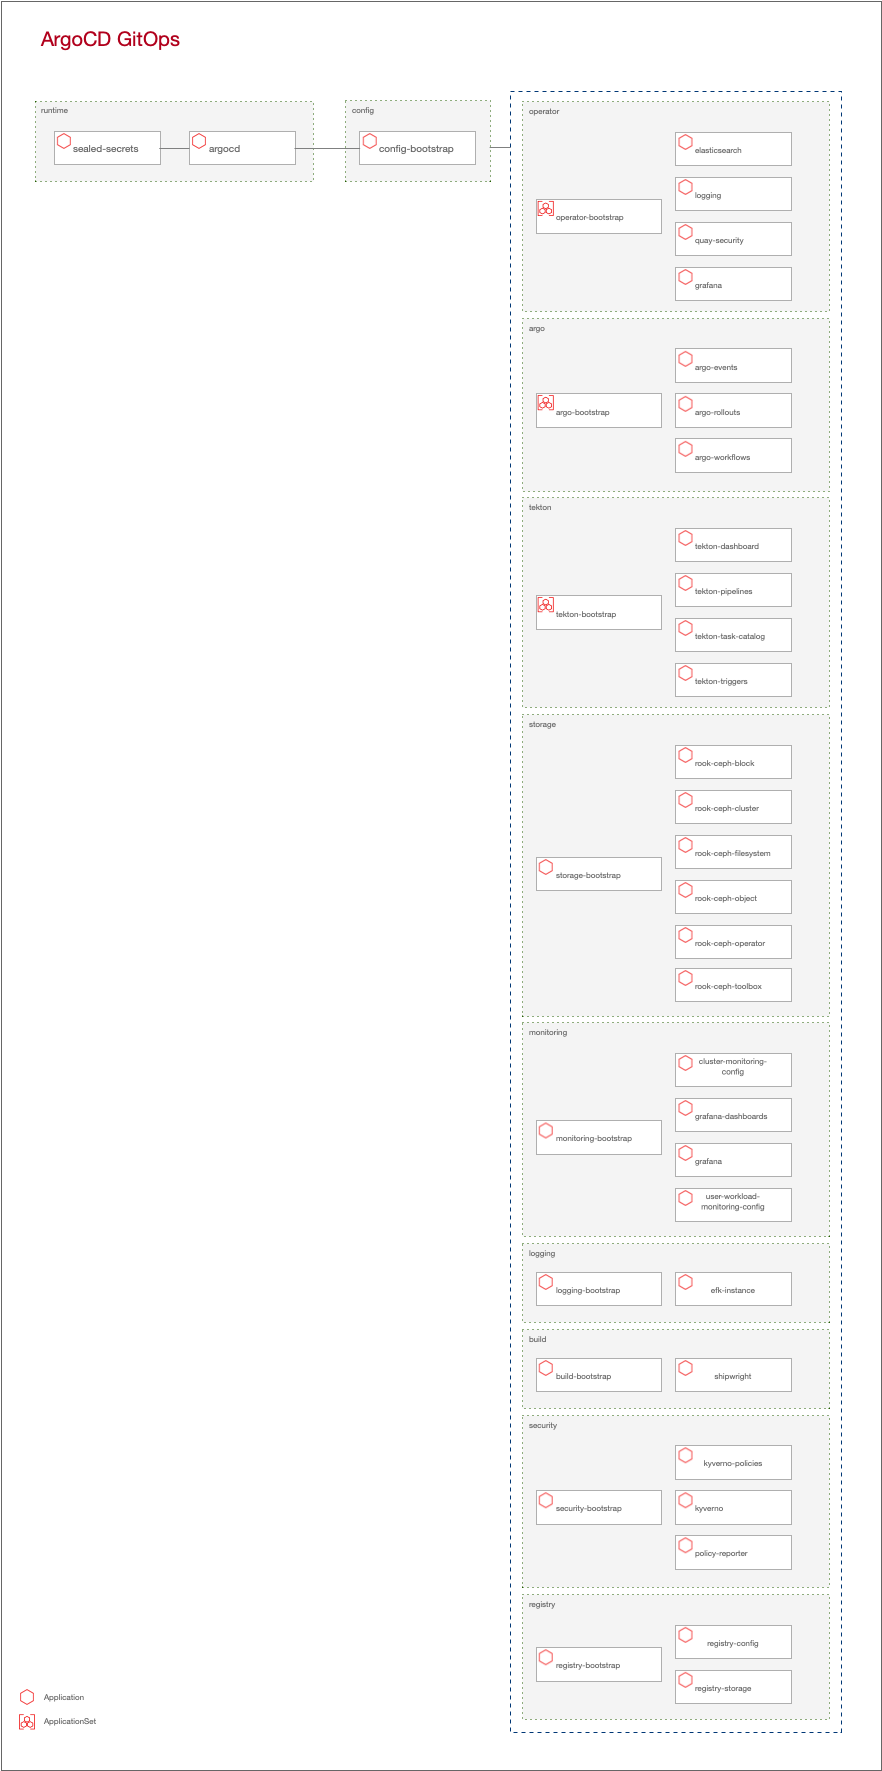 ArgoCD GitOps
runtime
sealed-secrets
argocd
config
config-bootstrap
operator
operator-bootstrap
elasticsearch
logging
quay-security
grafana
argo
argo-bootstrap
argo-events
argo-rollouts
argo-workflows
tekton
tekton-bootstrap
tekton-dashboard
tekton-pipelines
tekton-task-catalog
tekton-triggers
storage
storage-bootstrap
rook-ceph-block
rook-ceph-cluster
rook-ceph-filesystem
rook-ceph-object
rook-ceph-operator
rook-ceph-toolbox
monitoring
monitoring-bootstrap
cluster-monitoring-
config
grafana-dashboards
grafana
user-workload-
monitoring-config
logging
logging-bootstrap
efk-instance
build
build-bootstrap
shipwright
security
security-bootstrap
kyverno-policies
kyverno
policy-reporter
registry
registry-bootstrap
registry-config
registry-storage
Application
ApplicationSet